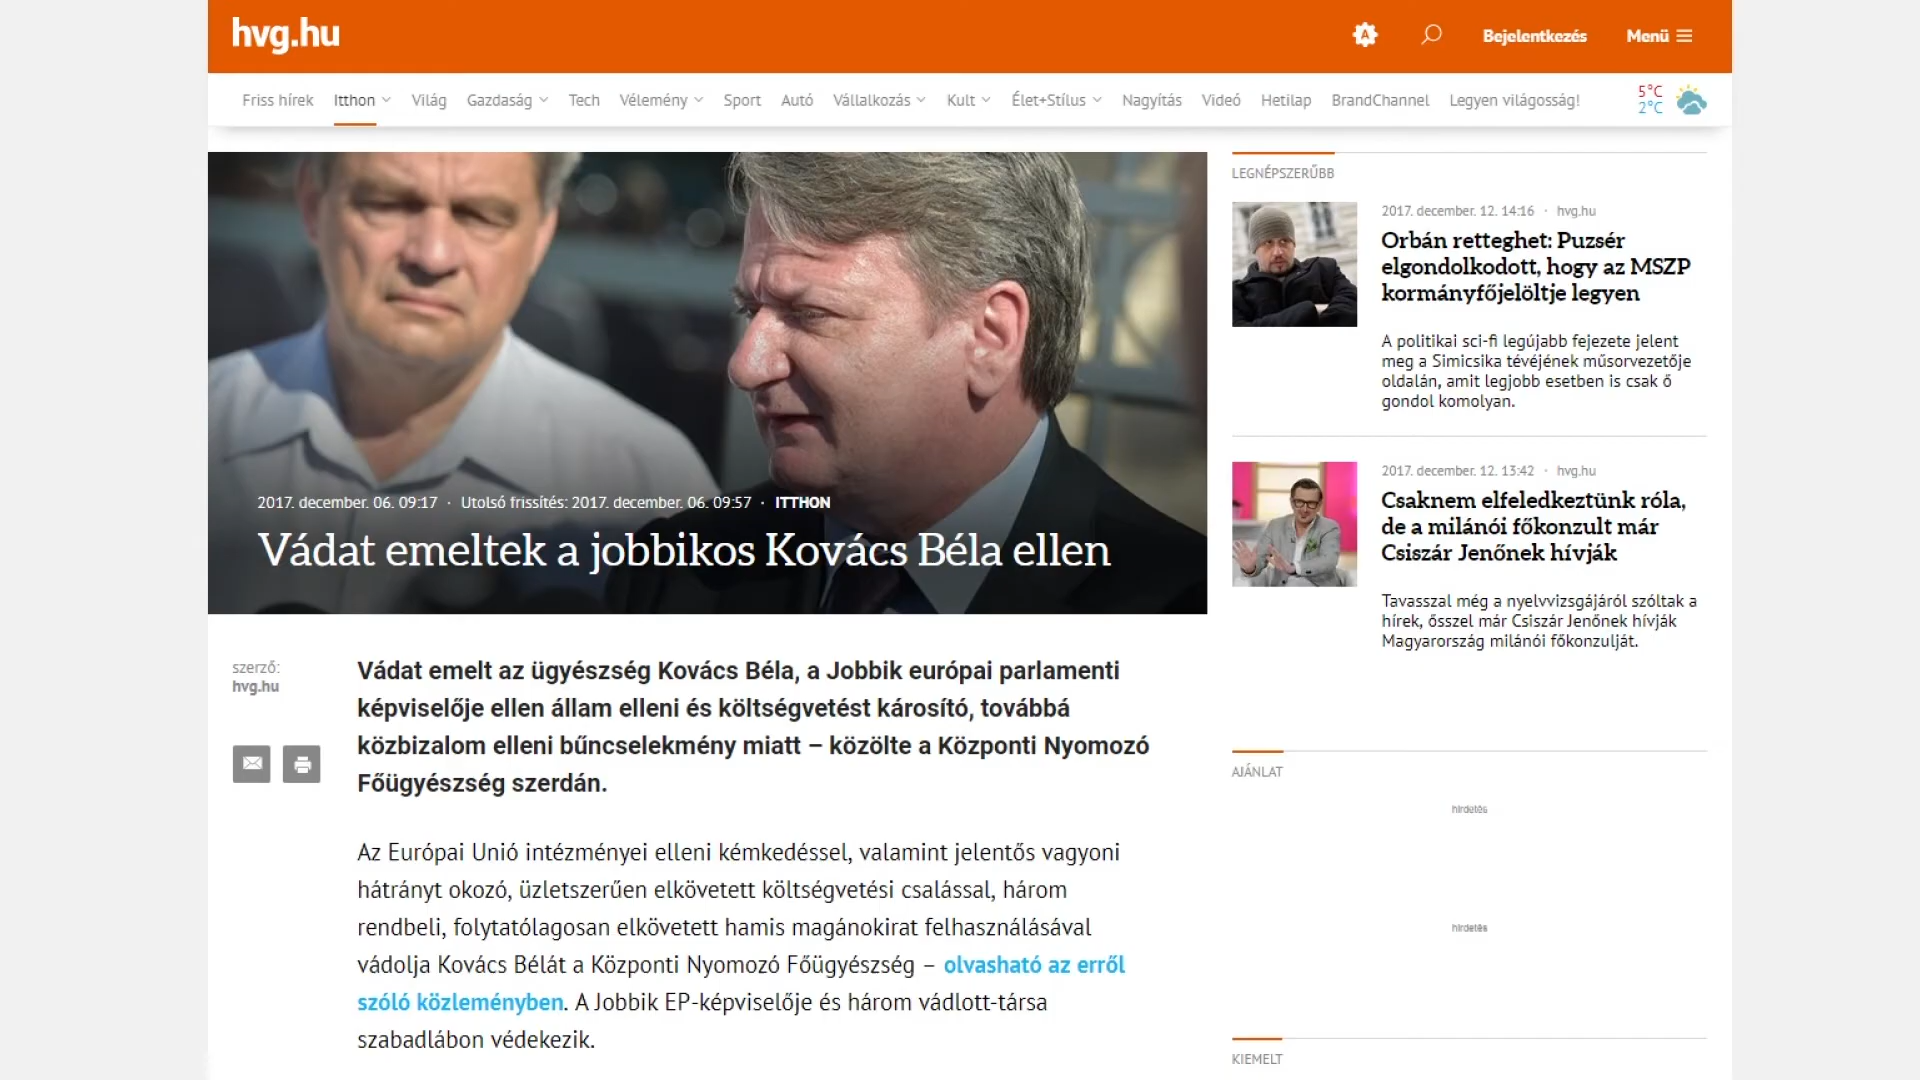 hvg.hu
Bejelentkezés
Menü
Friss hírek
Itthon
Világ
Gazdaság
Tech
Vélemény
Sport
Autó
Vállalkozás
Kult
Élet+Stílus
Nagyítás
Videó
Hetilap
BrandChannel
Legyen világosság!
5°C
2°C
2017. december. 06. 09:17 · Utolsó frissítés: 2017. december. 06. 09:57 · ITTHON
Vádat emeltek a jobbikos Kovács Béla ellen
szerző:
hvg.hu
Vádat emelt az ügyészség Kovács Béla, a Jobbik európai parlamenti
képviselője ellen állam elleni és költségvetést károsító, továbbá
közbizalom elleni bűncselekmény miatt – közölte a Központi Nyomozó
Főügyészség szerdán.
Az Európai Unió intézményei elleni kémkedéssel, valamint jelentős vagyoni
hátrányt okozó, üzletszerűen elkövetett költségvetési csalással, három
rendbeli, folytatólagosan elkövetett hamis magánokirat felhasználásával
vádolja Kovács Bélát a Központi Nyomozó Főügyészség – olvasható az erről
szóló közleményben. A Jobbik EP-képviselője és három vádlott-társa
szabadlábon védekezik.
LEGNÉPSZERŰBB
2017. december. 12. 14:16 · hvg.hu
Orbán retteghet: Puzsér
elgondolkodott, hogy az MSZP
kormányfőjelöltje legyen
A politikai sci-fi legújabb fejezete jelent
meg a Simicsika tévéjének műsorvezetője
oldalán, amit legjobb esetben is csak ő
gondol komolyan.
2017. december. 12. 13:42 · hvg.hu
Csaknem elfeledkeztünk róla,
de a milánói főkonzult már
Csiszár Jenőnek hívják
Tavasszal még a nyelvvizsgájáról szóltak a
hírek, ősszel már Csiszár Jenőnek hívják
Magyarország milánói főkonzulját.
AJÁNLAT
hirdetés
hirdetés
KIEMELT